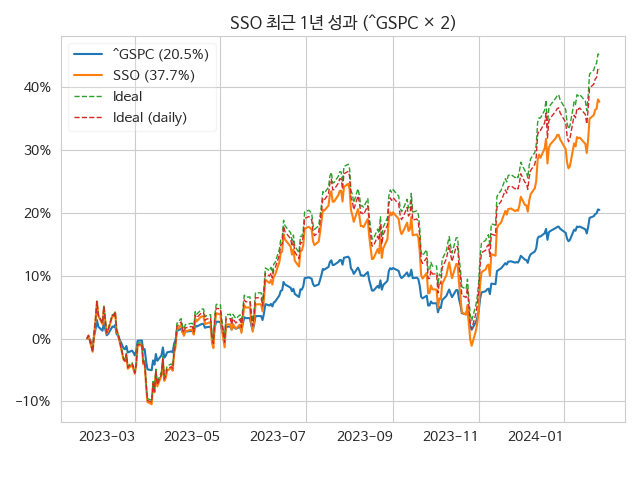 SSO 최근 1년 성과 (^GSPC × 2)
^GSPC (20.5%)
SSO (37.7%)
Ideal
Ideal (daily)
40%
30%
20%
10%
0%
−10%
2023−03
2023−05
2023−07
2023−09
2023−11
2024−01